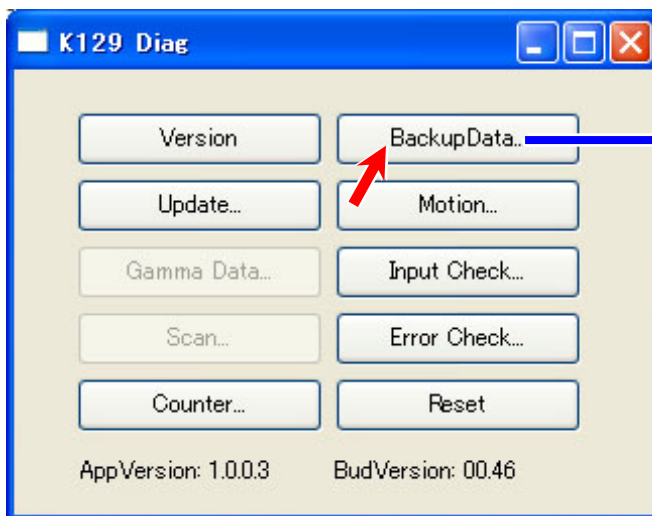 K129 Diag
Version BackupData..
Update... Motion...
Gamma Data... Input Check...
Scan... Error Check...
Counter... Reset
AppVersion: 1.0.0.3 BudVersion: 00.46